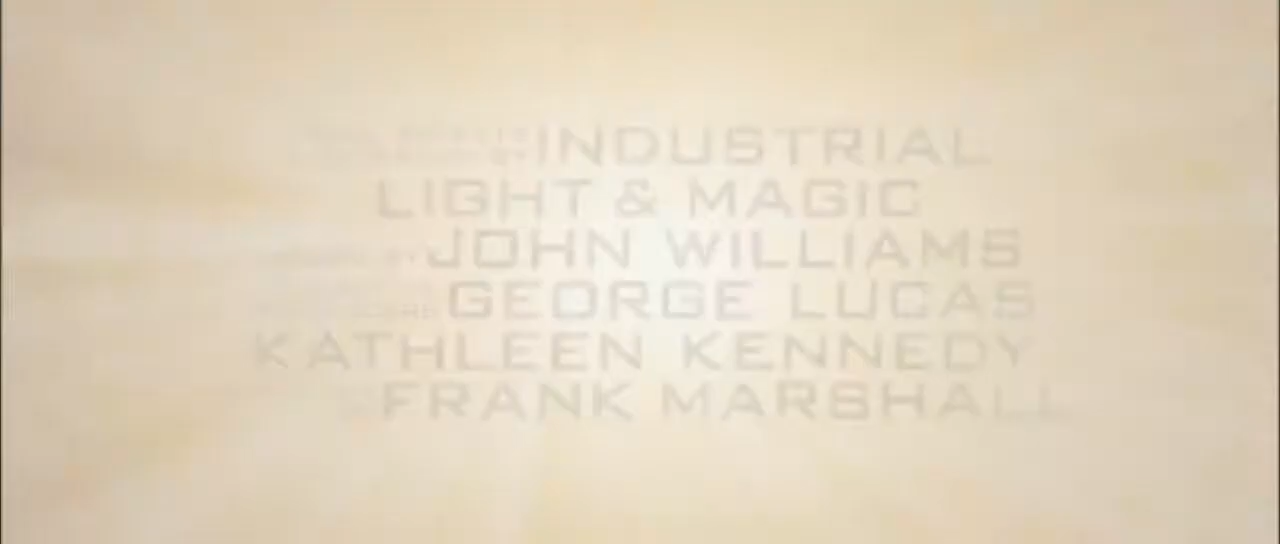 INDUSTRIAL
LIGHT & MAGIC
JOHN WILLIAMS
GEORGE LUCAS
KATHLEEN KENNEDY
FRANK MARSHALL